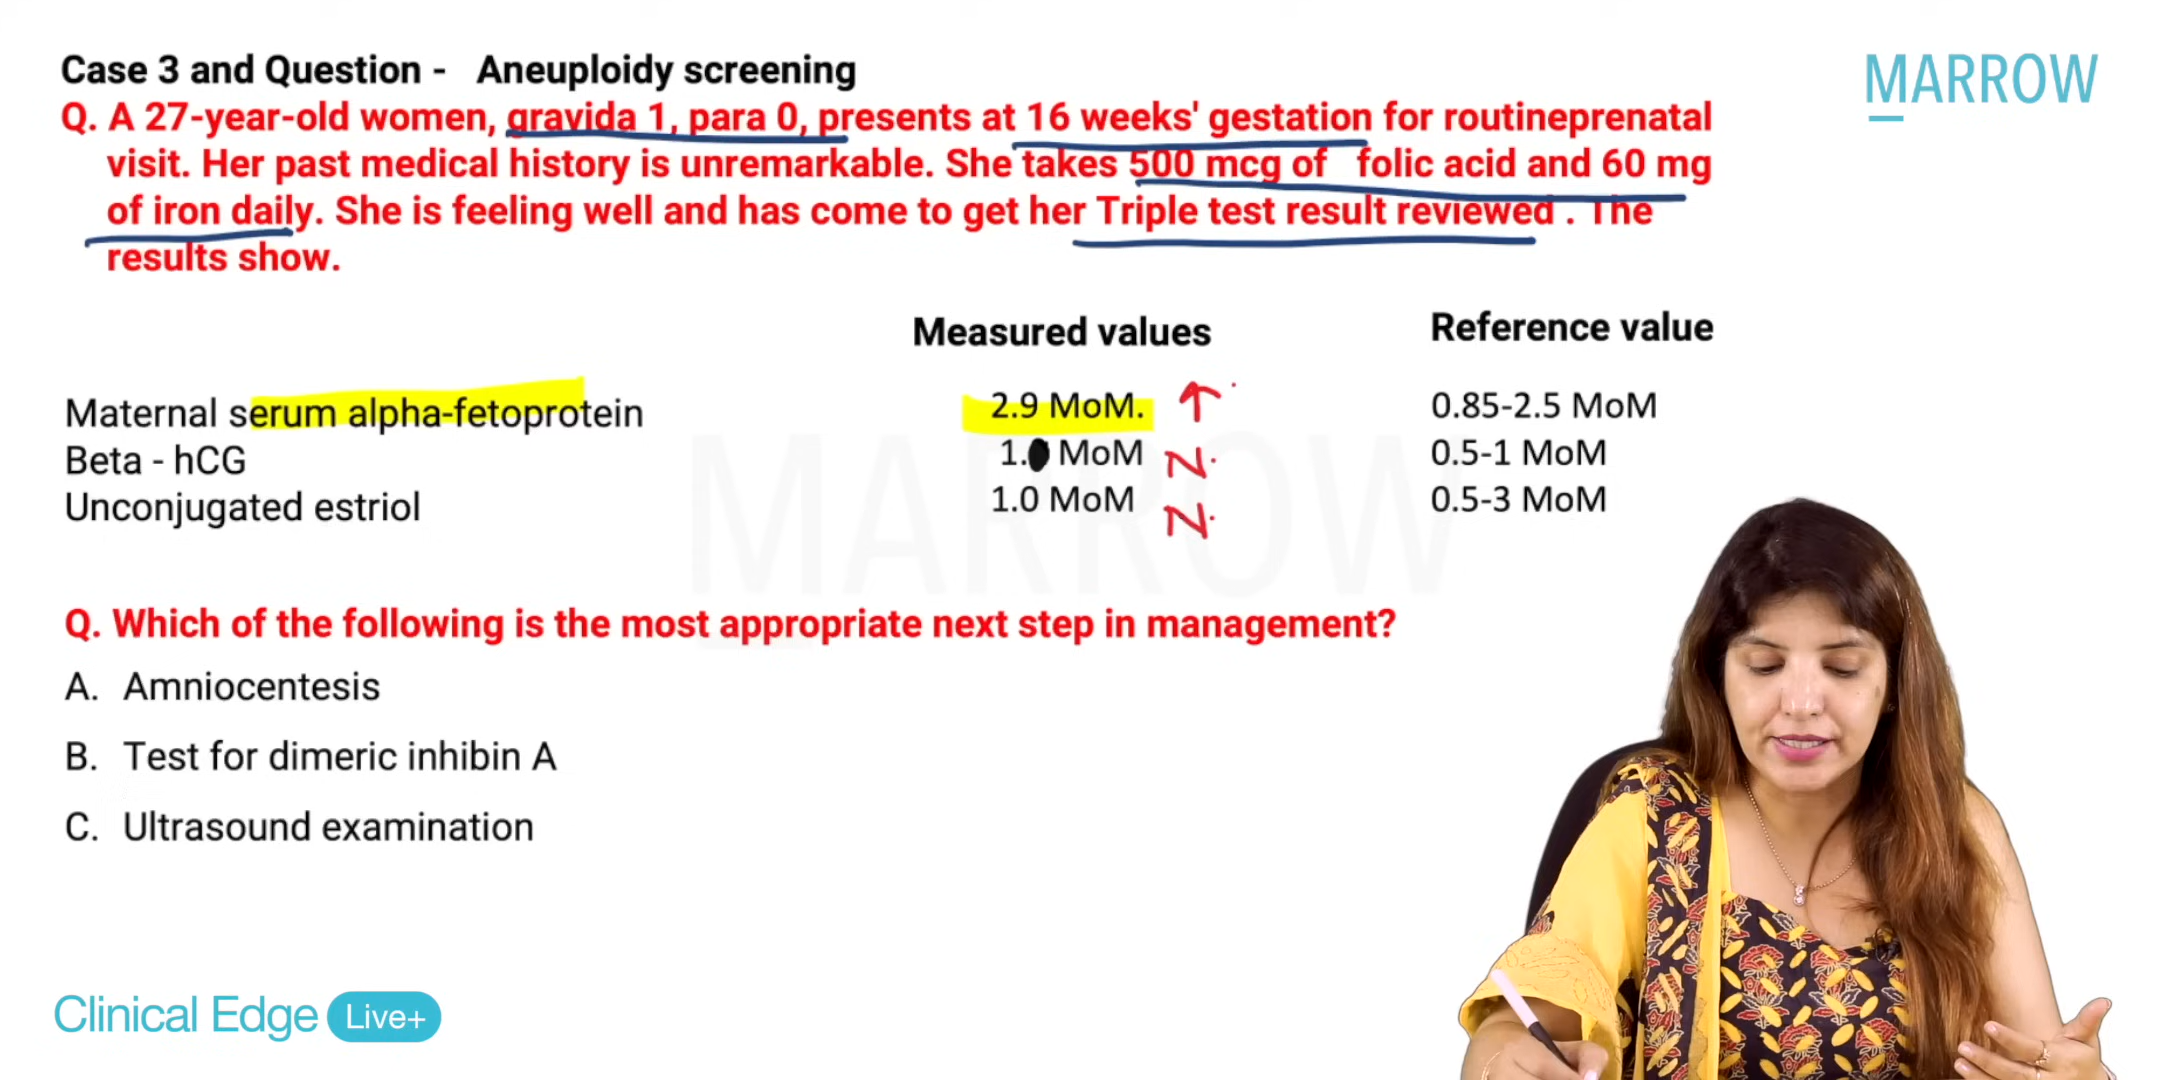 Case 3 and Question - Aneuploidy screening
MARROW
Q. A 27-year-old women, gravida 1, para 0, presents at 16 weeks' gestation for routineprenatal
visit. Her past medical history is unremarkable. She takes 500 mcg of folic acid and 60 mg
of iron daily. She is feeling well and has come to get her Triple test result reviewed . The
results show.
Measured values Reference value
Maternal serum alpha-fetoprotein 2.9 MoM. ↑ 0.85-2.5 MoM
Beta - hCG 1. MoM N. 0.5-1 MoM
Unconjugated estriol 1.0 MoM N. 0.5-3 MoM
MARROW
Q. Which of the following is the most appropriate next step in management?
A. Amniocentesis
B. Test for dimeric inhibin A
C. Ultrasound examination
Clinical Edge Live+